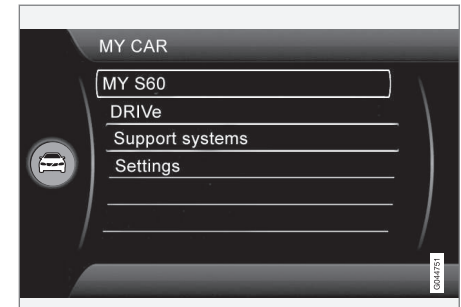 MY CAR
MY S60
DRIVe
Support systems
Settings
G044751